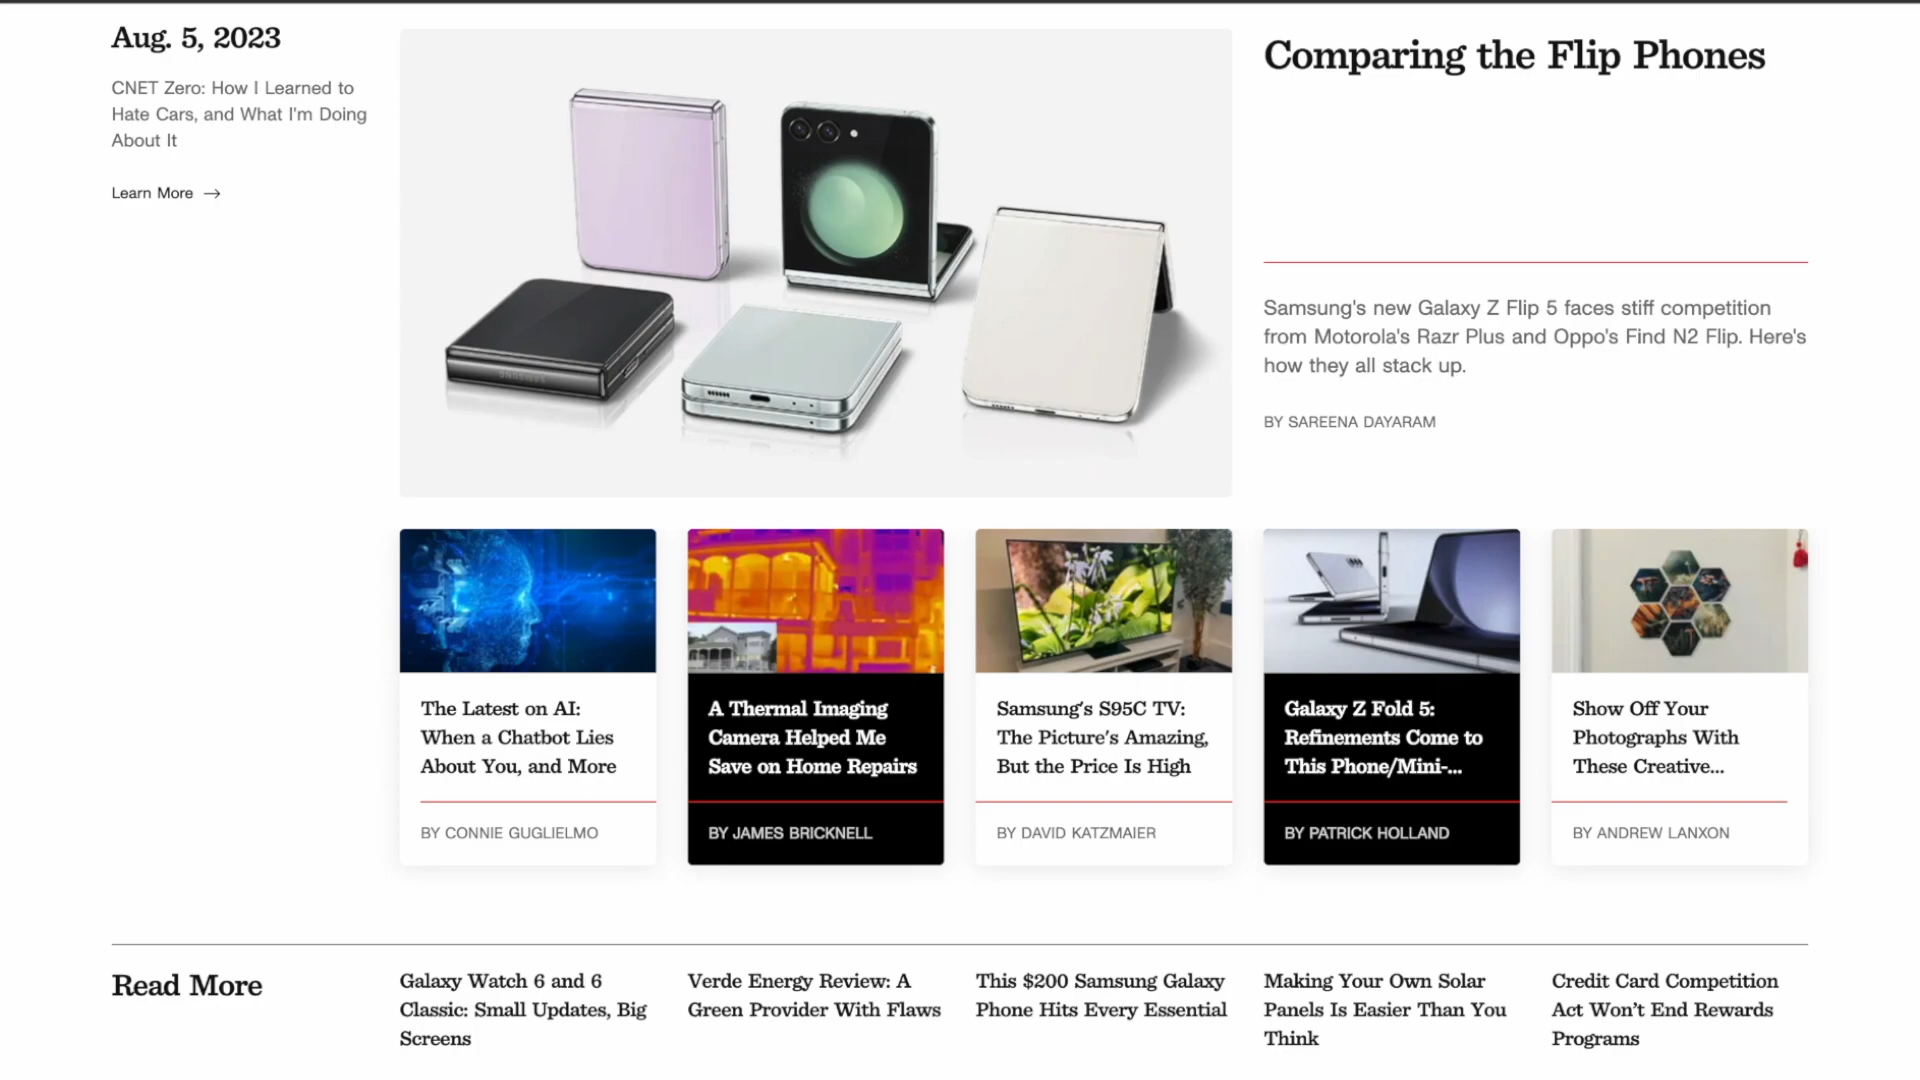 Aug. 5, 2023
CNET Zero: How I Learned to
Hate Cars, and What I'm Doing
About It
Learn More →
Comparing the Flip Phones
Samsung's new Galaxy Z Flip 5 faces stiff competition
from Motorola's Razr Plus and Oppo's Find N2 Flip. Here's
how they all stack up.
BY SAREENA DAYARAM
SAMSUNG
The Latest on AI:
When a Chatbot Lies
About You, and More
BY CONNIE GUGLIELMO
A Thermal Imaging
Camera Helped Me
Save on Home Repairs
BY JAMES BRICKNELL
Samsung's S95C TV:
The Picture's Amazing,
But the Price Is High
BY DAVID KATZMAIER
Galaxy Z Fold 5:
Refinements Come to
This Phone/Mini-...
BY PATRICK HOLLAND
Show Off Your
Photographs With
These Creative...
BY ANDREW LANXON
Read More
Galaxy Watch 6 and 6
Classic: Small Updates, Big
Screens
Verde Energy Review: A
Green Provider With Flaws
This $200 Samsung Galaxy
Phone Hits Every Essential
Making Your Own Solar
Panels Is Easier Than You
Think
Credit Card Competition
Act Won’t End Rewards
Programs